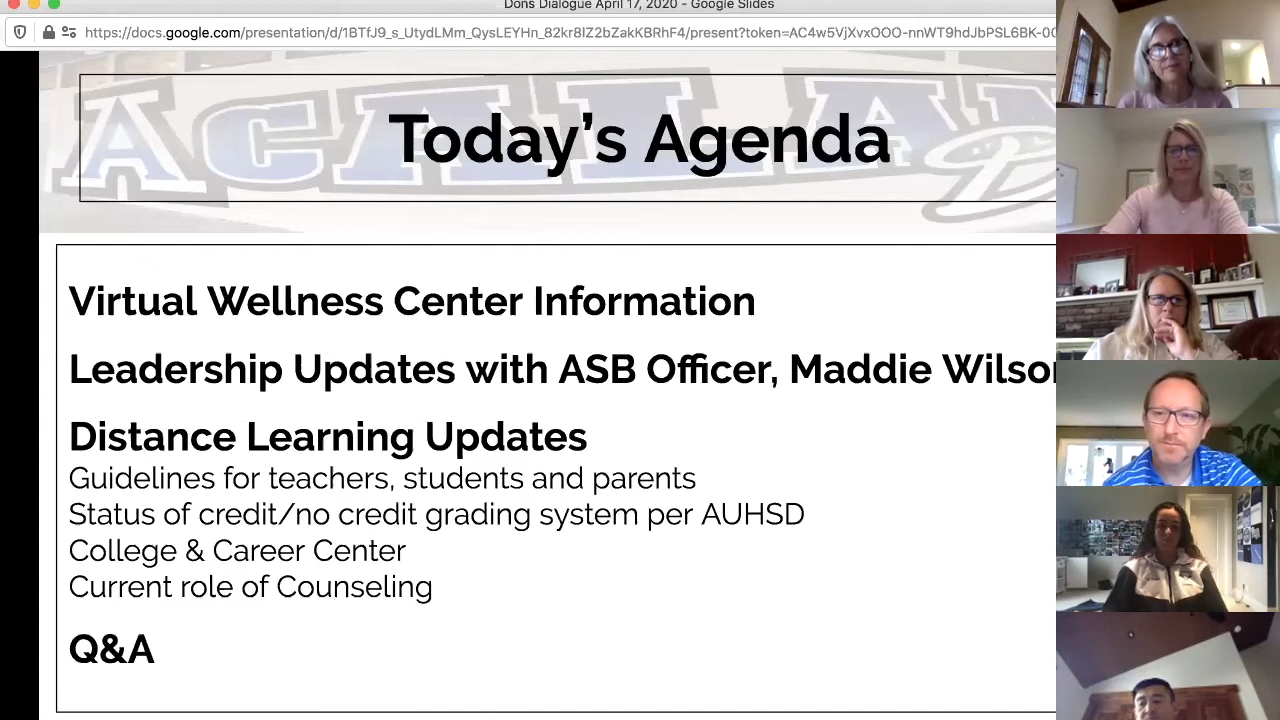 Dons Dialogue April 17, 2020 - Google Slides
https://docs.google.com/presentation/d/1BTfJ9_s_UtydLMm_QysLEYHn_82kr8lZ2bZakKBRhF4/present?token=AC4w5VjXvxOOO-nnWT9hdJbPSL6BK-0
ACALAN
Today's Agenda
Virtual Wellness Center Information
Leadership Updates with ASB Officer, Maddie Wilson
Distance Learning Updates
Guidelines for teachers, students and parents
Status of credit/no credit grading system per AUHSD
College & Career Center
Current role of Counseling
Q&A